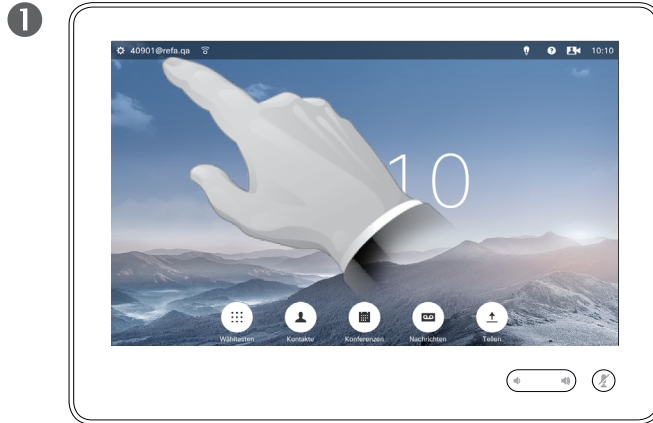 1
40901@refa.qa
? 10:10
10
Wähltasten Kontakte Konferenzen Nachrichten Teilen